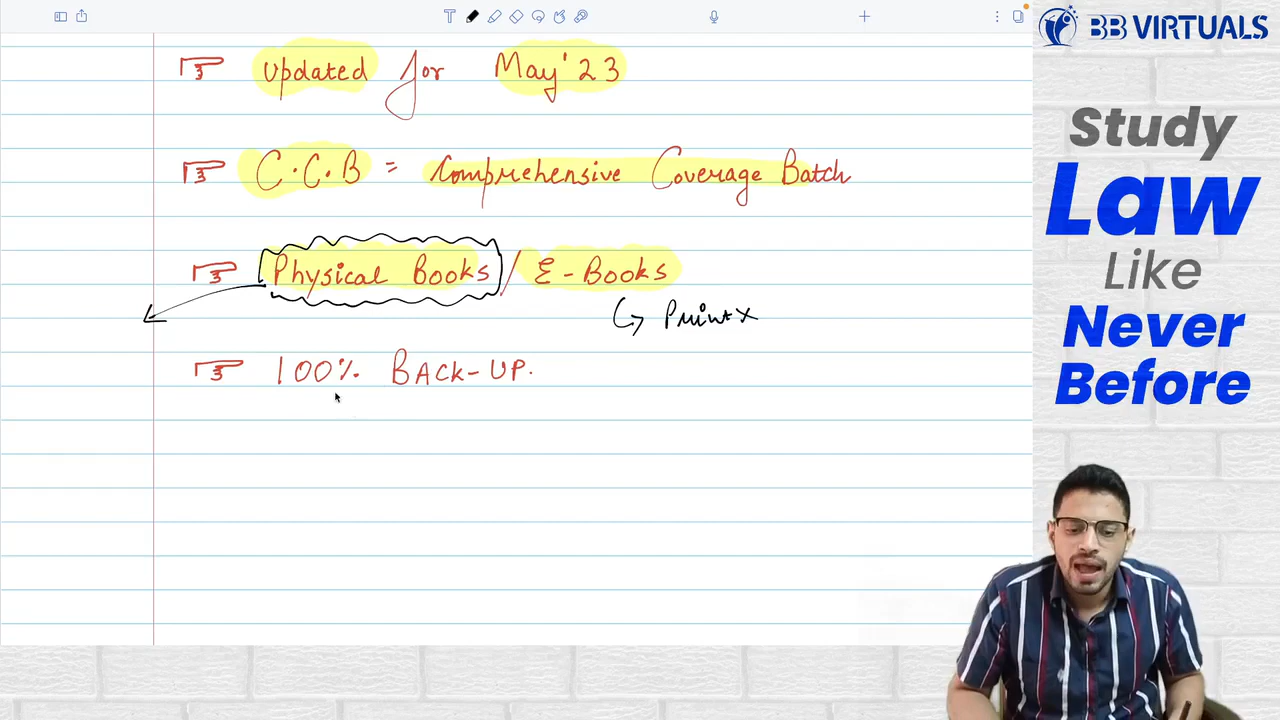 BB VIRTUALS
Updated for May'23
C.C.B = Comprehensive Coverage Batch
Physical Books / E-Books
Print X
100% BACK-UP.
Study
Law
Like
Never
Before